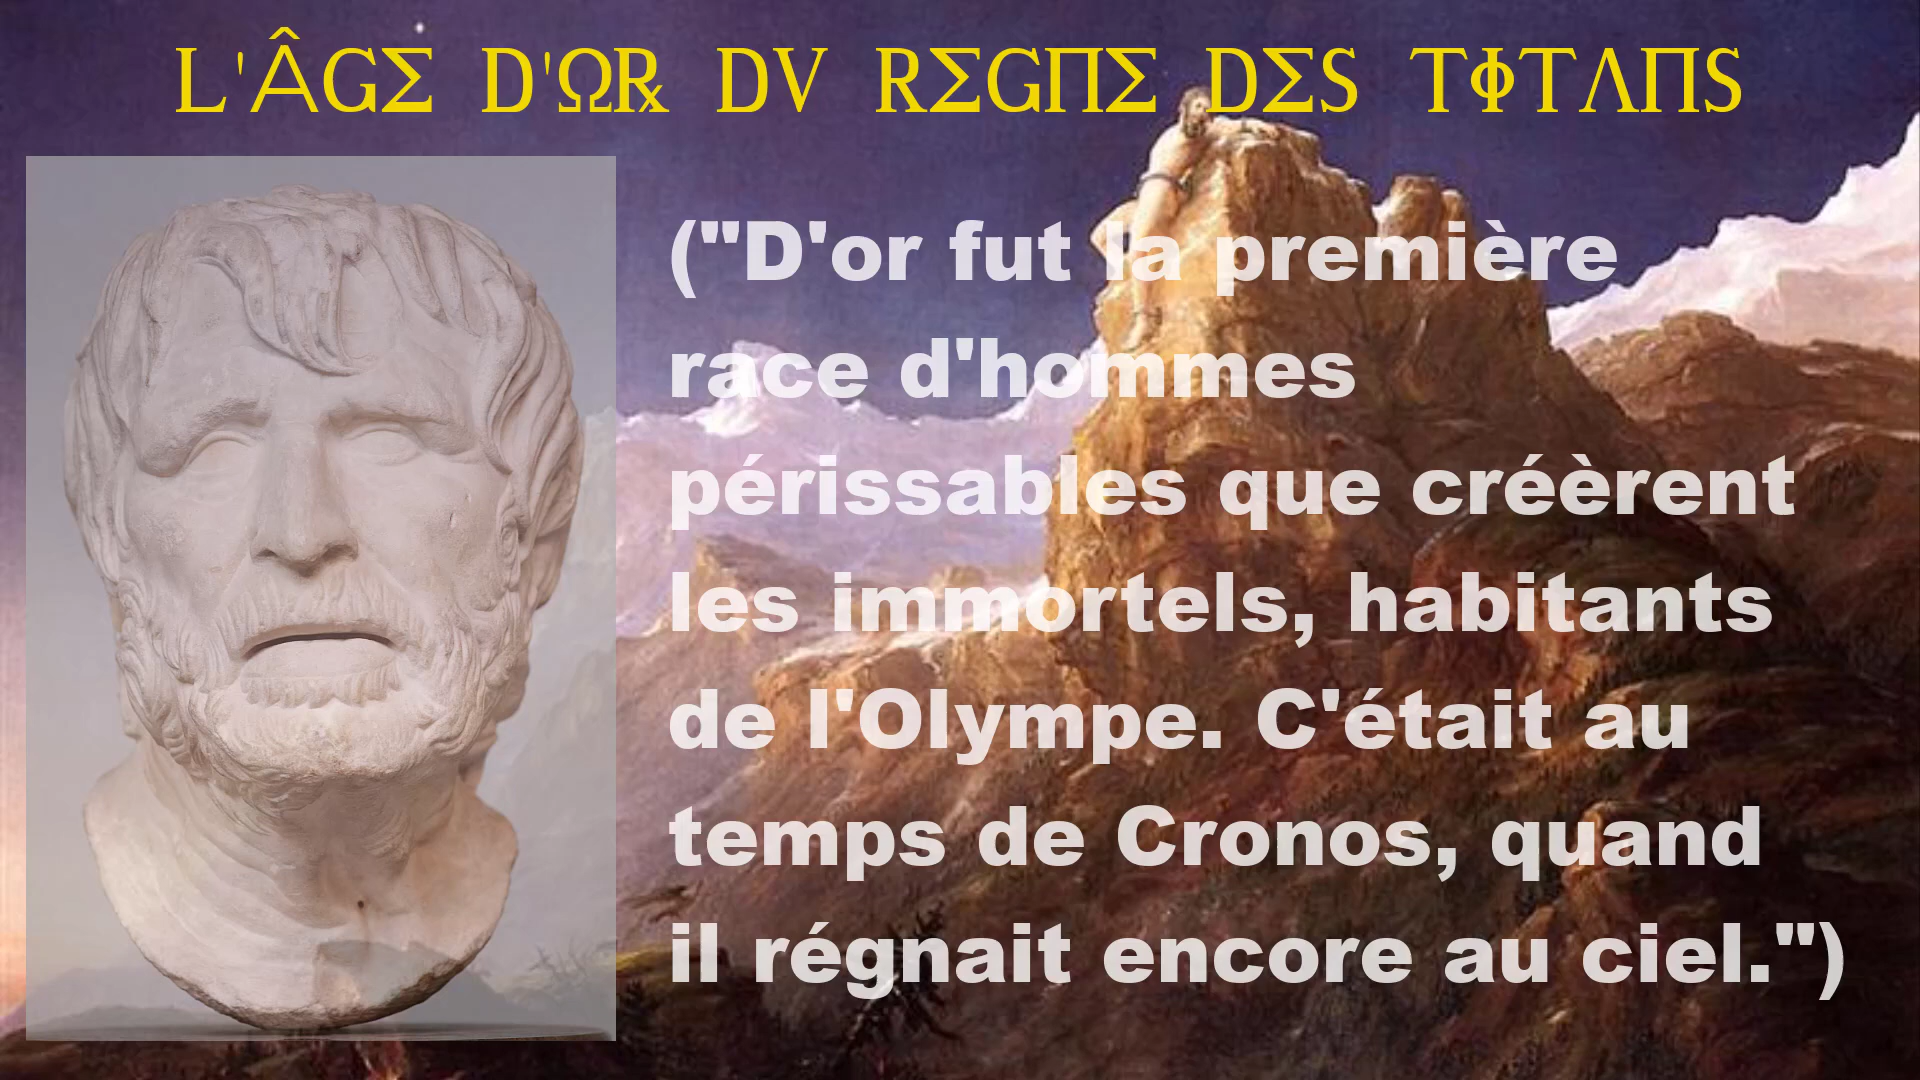 L'ÂGΣ D'ΩR DV RΣGΠΣ DΣS TΦTΛΠS
("D'or fut la première
race d'hommes
périssables que créèrent
les immortels, habitants
de l'Olympe. C'était au
temps de Cronos, quand
il régnait encore au ciel.")